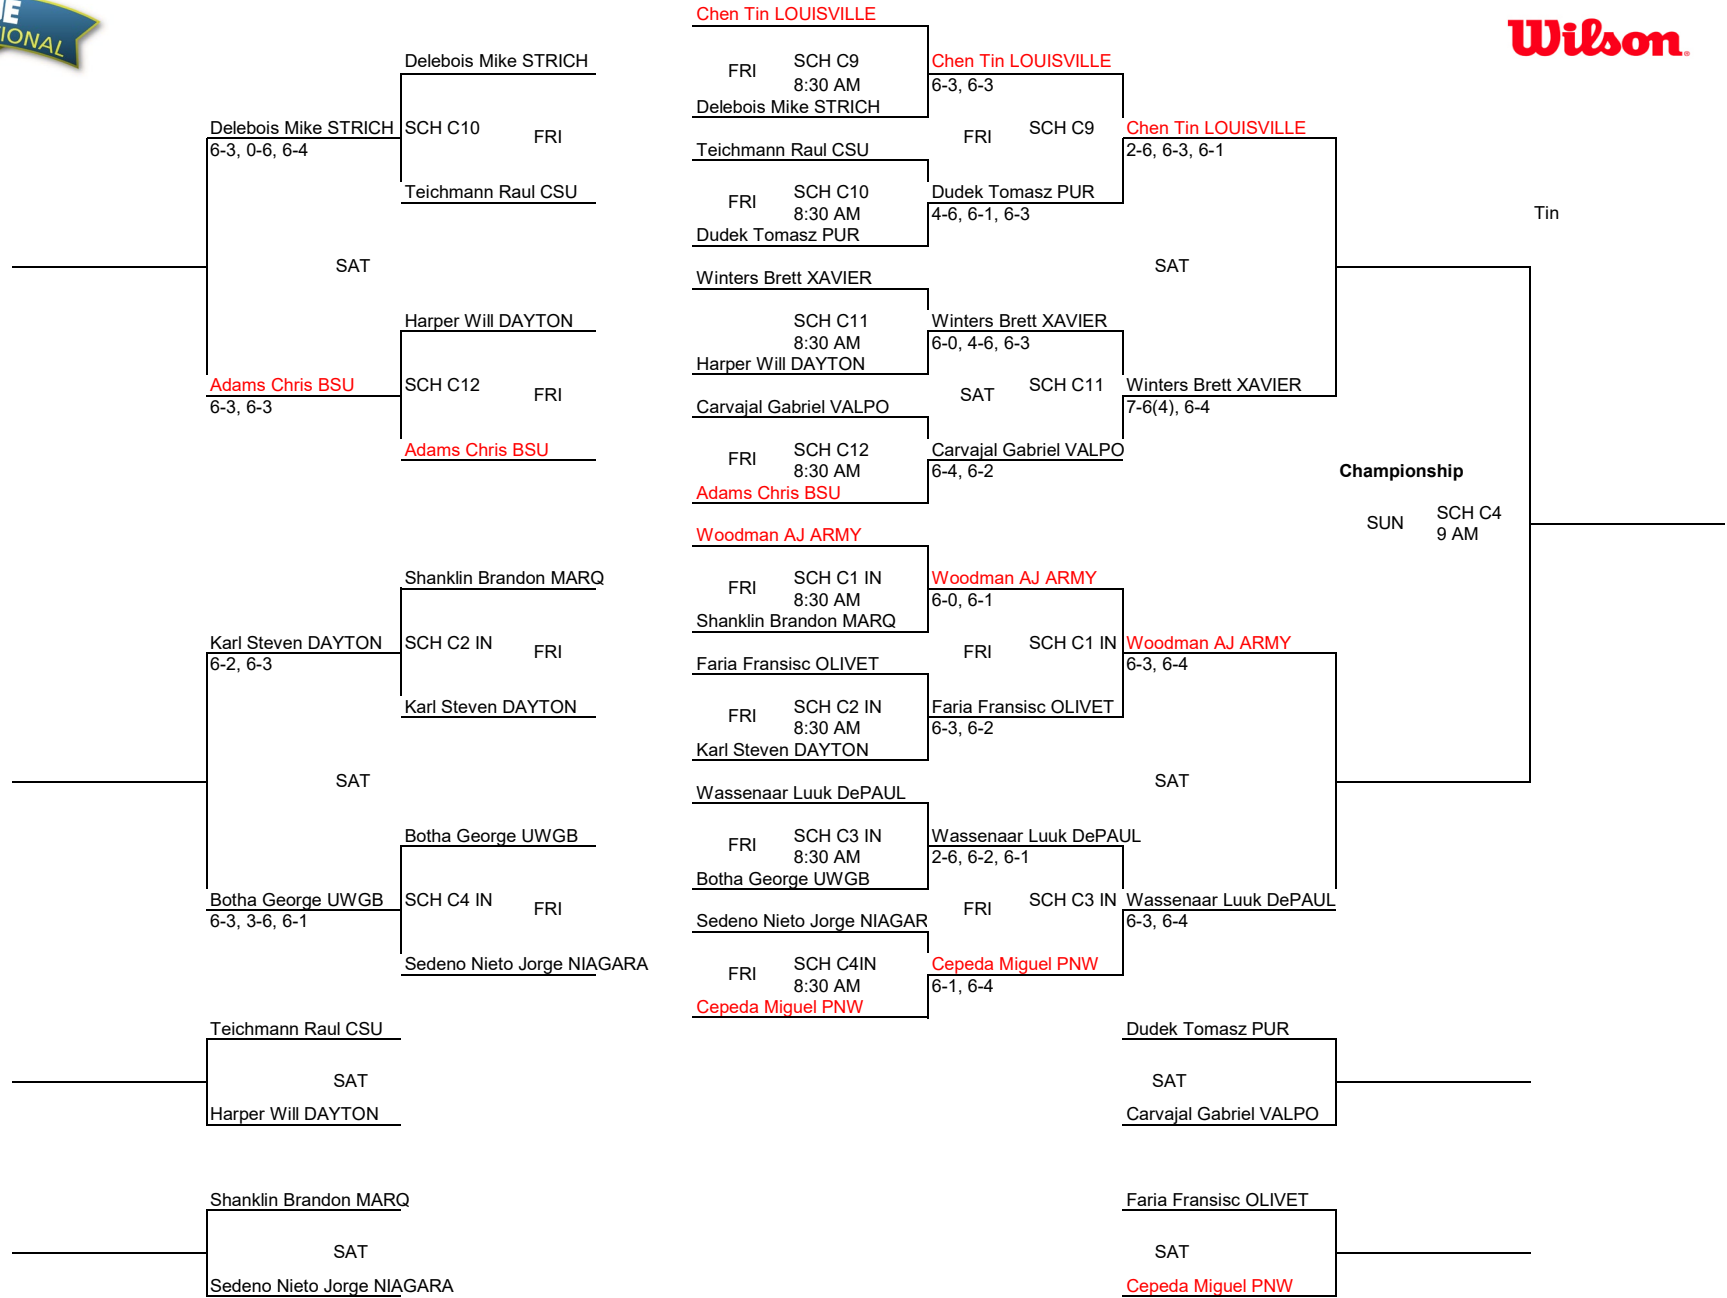 Chen Tin LOUISVILLE
Wilson
Delebois Mike STRICH
FRI
SCH C9
8:30 AM
Chen Tin LOUISVILLE
6-3, 6-3
Delebois Mike STRICH
Delebois Mike STRICH
6-3, 0-6, 6-4
SCH C10
FRI
FRI
SCH C9
Chen Tin LOUISVILLE
2-6, 6-3, 6-1
Teichmann Raul CSU
Teichmann Raul CSU
FRI
SCH C10
8:30 AM
Dudek Tomasz PUR
4-6, 6-1, 6-3
Tin
Dudek Tomasz PUR
SAT
SAT
Winters Brett XAVIER
Harper Will DAYTON
SCH C11
8:30 AM
Winters Brett XAVIER
6-0, 4-6, 6-3
Harper Will DAYTON
Adams Chris BSU
6-3, 6-3
SCH C12
FRI
SAT
SCH C11
Winters Brett XAVIER
7-6(4), 6-4
Carvajal Gabriel VALPO
Adams Chris BSU
FRI
SCH C12
8:30 AM
Carvajal Gabriel VALPO
6-4, 6-2
Championship
Adams Chris BSU
SUN
SCH C4
9 AM
Woodman AJ ARMY
Shanklin Brandon MARQ
FRI
SCH C1 IN
8:30 AM
Woodman AJ ARMY
6-0, 6-1
Shanklin Brandon MARQ
Karl Steven DAYTON
6-2, 6-3
SCH C2 IN
FRI
FRI
SCH C1 IN
Woodman AJ ARMY
6-3, 6-4
Faria Fransisc OLIVET
Karl Steven DAYTON
FRI
SCH C2 IN
8:30 AM
Faria Fransisc OLIVET
6-3, 6-2
Karl Steven DAYTON
SAT
SAT
Wassenaar Luuk DePAUL
Botha George UWGB
FRI
SCH C3 IN
8:30 AM
Wassenaar Luuk DePAUL
2-6, 6-2, 6-1
Botha George UWGB
Botha George UWGB
6-3, 3-6, 6-1
SCH C4 IN
FRI
FRI
SCH C3 IN
Wassenaar Luuk DePAUL
6-3, 6-4
Sedeno Nieto Jorge NIAGAR
Sedeno Nieto Jorge NIAGARA
FRI
SCH C4IN
8:30 AM
Cepeda Miguel PNW
6-1, 6-4
Cepeda Miguel PNW
Teichmann Raul CSU
Dudek Tomasz PUR
SAT
SAT
Harper Will DAYTON
Carvajal Gabriel VALPO
Shanklin Brandon MARQ
Faria Fransisc OLIVET
SAT
SAT
Sedeno Nieto Jorge NIAGARA
Cepeda Miguel PNW